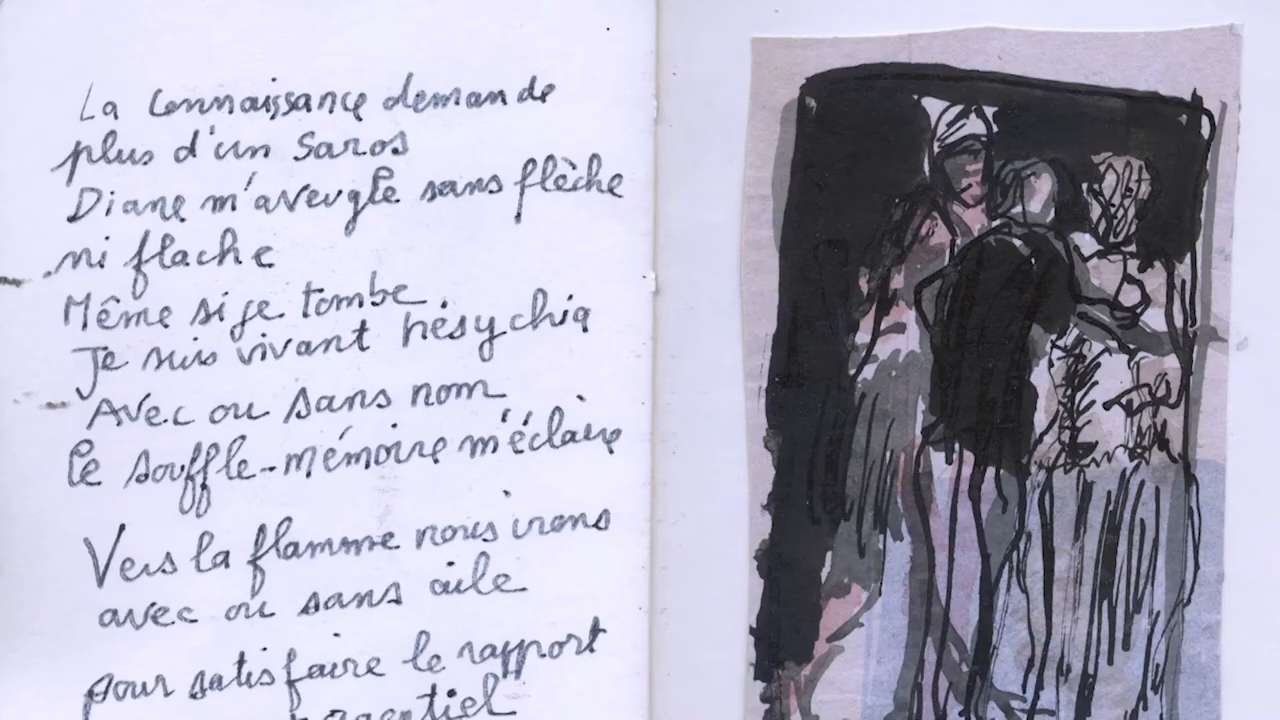 La Connaissance demande
plus d'un Saros
Diane m'aveugle sans flèche
ni flache
Même si je tombe
Je suis vivant hésychia
Avec ou sans nom
Le souffle-mémoire m'éclaire
Vers la flamme nous irons
avec ou sans aile
pour satisfaire le rapport